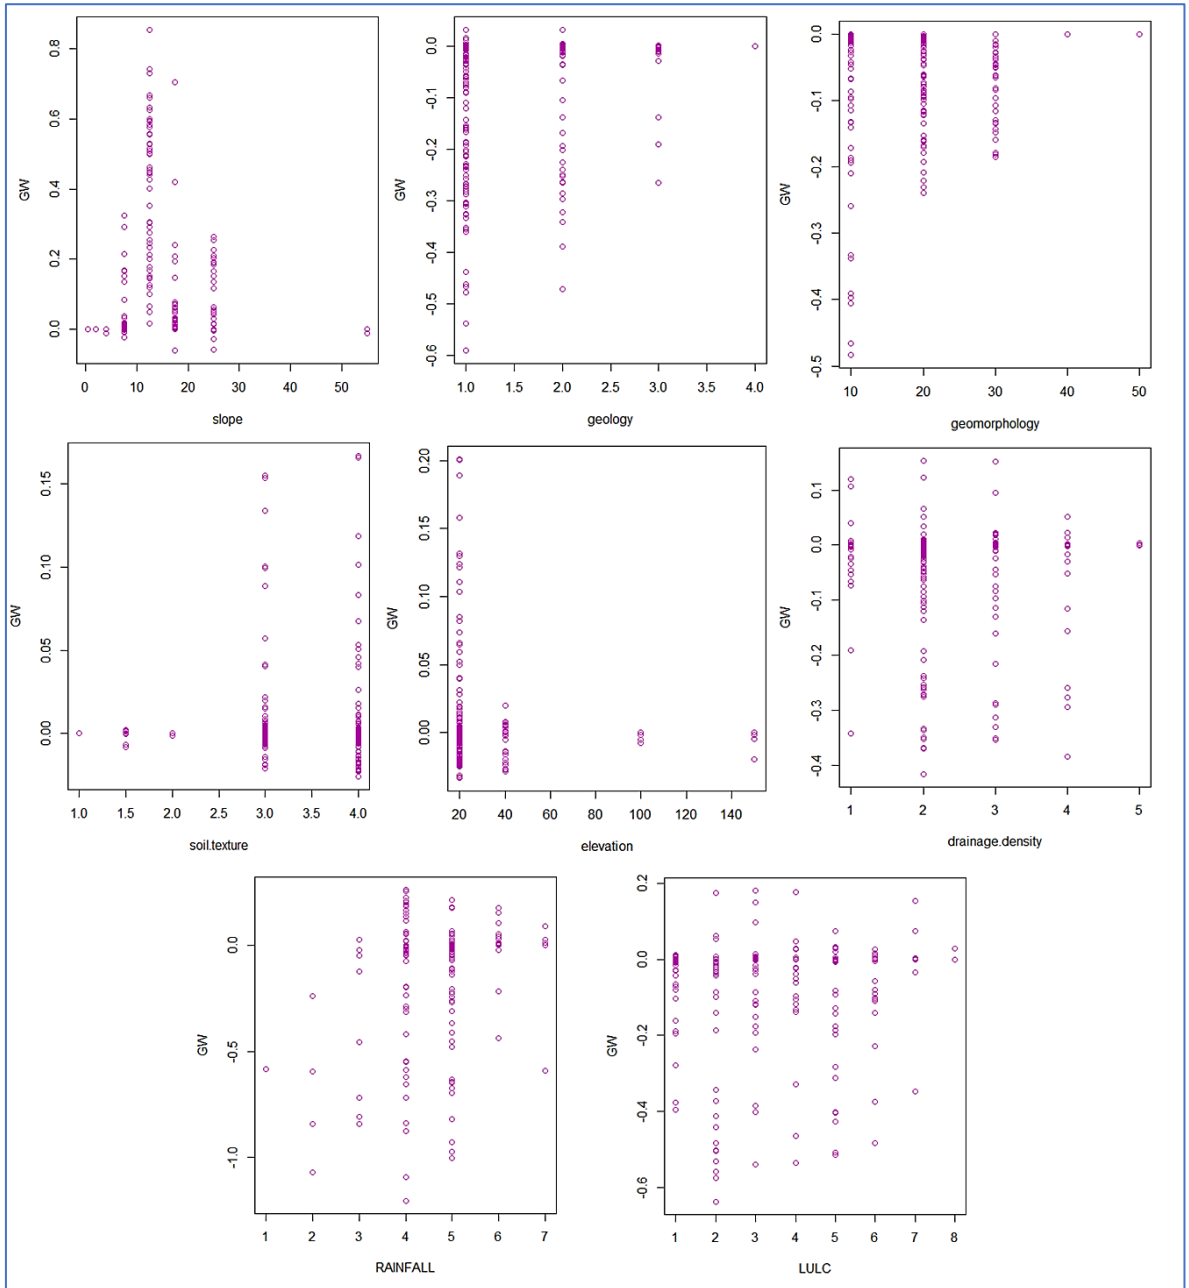 0.8
0.6
0.4
0.2
0.0
GW
0 10 20 30 40 50
slope
0.0
-0.1
-0.2
-0.3
-0.4
-0.5
-0.6
GW
1.0 1.5 2.0 2.5 3.0 3.5 4.0
geology
0.0
-0.1
-0.2
-0.3
-0.4
-0.5
GW
10 20 30 40 50
geomorphology
0.15
0.10
0.05
0.00
GW
1.0 1.5 2.0 2.5 3.0 3.5 4.0
soil.texture
0.20
0.15
0.10
0.05
0.00
GW
20 40 60 80 100 120 140
elevation
0.1
0.0
-0.1
-0.2
-0.3
-0.4
GW
1 2 3 4 5
drainage.density
0.0
-0.5
-1.0
GW
1 2 3 4 5 6 7
RAINFALL
0.2
0.0
-0.2
-0.4
-0.6
GW
1 2 3 4 5 6 7 8
LULC